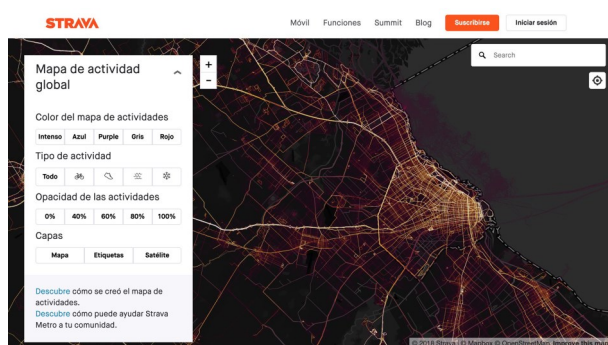 STRAVA
Móvil Funciones Summit Blog Suscribirse Iniciar sesión
Mapa de actividad
global
+
-
Search
Color del mapa de actividades
Intenso Azul Purple Gris Rojo
Tipo de actividad
Todo
Opacidad de las actividades
0% 40% 60% 80% 100%
Capas
Mapa Etiquetas Satélite
Descubre cómo se creó el mapa de
actividades.
Descubre cómo puede ayudar Strava
Metro a tu comunidad.
© 2018 Strava | © Mapbox © OpenStreetMap Improve this map